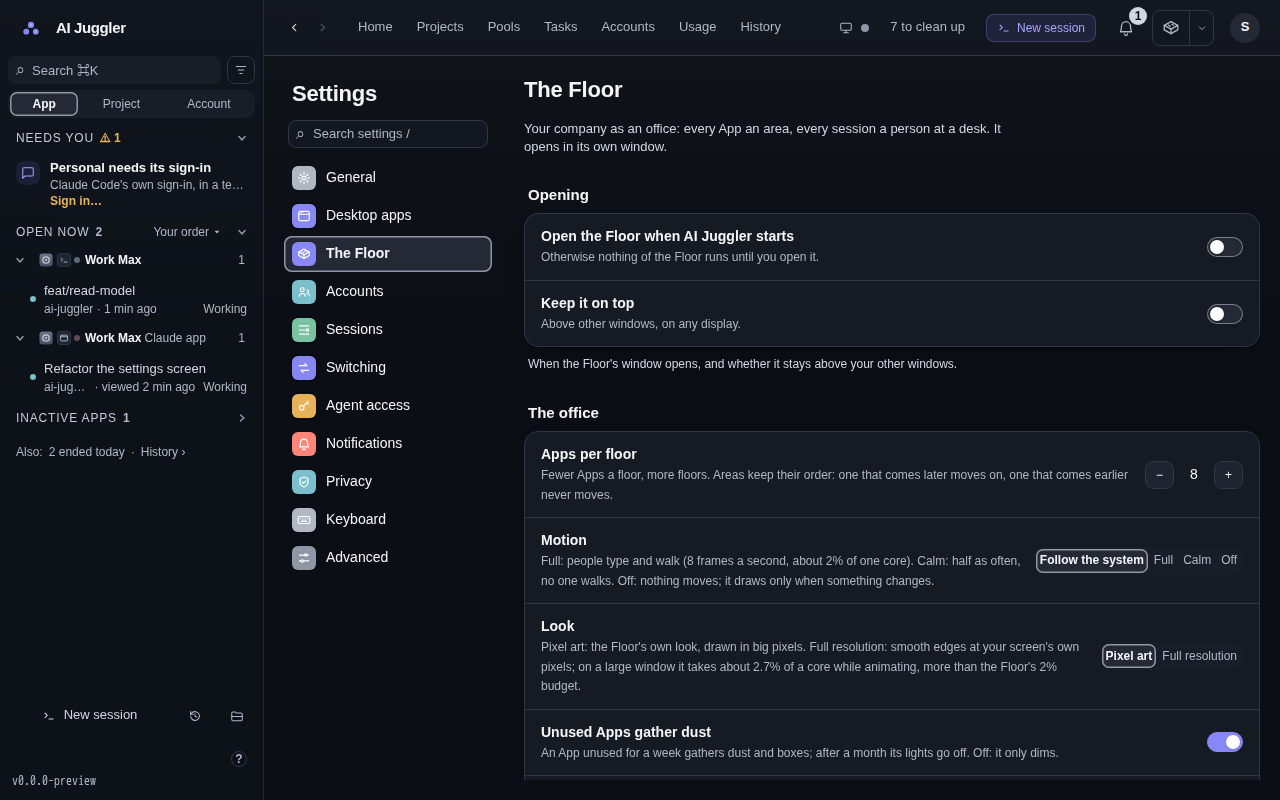 AI Juggler
Search ⌘K
App
Project
Account
NEEDS YOU 1
Personal needs its sign-in
Claude Code's own sign-in, in a te…
Sign in…
OPEN NOW 2
Your order
Work Max
1
feat/read-model
ai-juggler · 1 min ago
Working
Work Max Claude app
1
Refactor the settings screen
ai-jug… · viewed 2 min ago
Working
INACTIVE APPS 1
Also: 2 ended today · History ›
New session
?
v0.0.0-preview
Home
Projects
Pools
Tasks
Accounts
Usage
History
7 to clean up
New session
1
S
Settings
Search settings /
General
Desktop apps
The Floor
Accounts
Sessions
Switching
Agent access
Notifications
Privacy
Keyboard
Advanced
The Floor
Your company as an office: every App an area, every session a person at a desk. It
opens in its own window.
Opening
Open the Floor when AI Juggler starts
Otherwise nothing of the Floor runs until you open it.
Keep it on top
Above other windows, on any display.
When the Floor's window opens, and whether it stays above your other windows.
The office
Apps per floor
Fewer Apps a floor, more floors. Areas keep their order: one that comes later moves on, one that comes earlier
never moves.
− 8 +
Motion
Full: people type and walk (8 frames a second, about 2% of one core). Calm: half as often,
no one walks. Off: nothing moves; it draws only when something changes.
Follow the system
Full
Calm
Off
Look
Pixel art: the Floor's own look, drawn in big pixels. Full resolution: smooth edges at your screen's own
pixels; on a large window it takes about 2.7% of a core while animating, more than the Floor's 2%
budget.
Pixel art
Full resolution
Unused Apps gather dust
An App unused for a week gathers dust and boxes; after a month its lights go off. Off: it only dims.